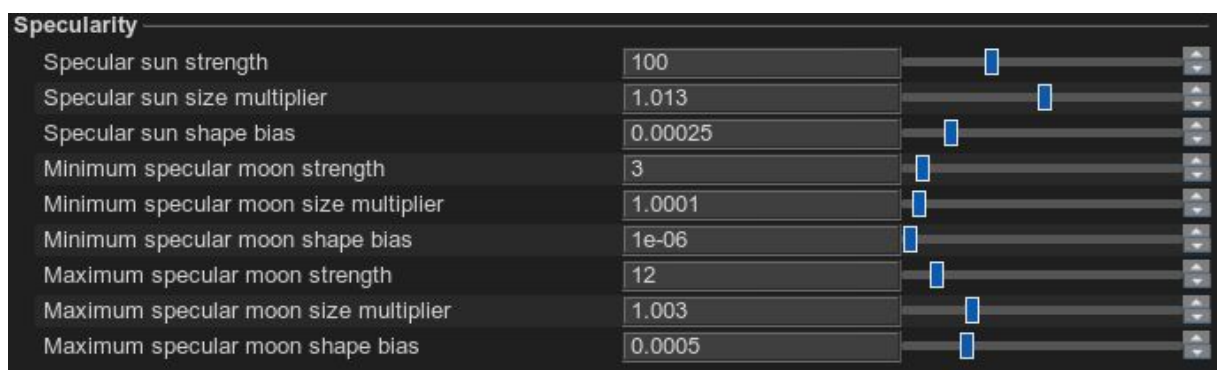 Specularity
Specular sun strength 100
Specular sun size multiplier 1.013
Specular sun shape bias 0.00025
Minimum specular moon strength 3
Minimum specular moon size multiplier 1.0001
Minimum specular moon shape bias 1e-06
Maximum specular moon strength 12
Maximum specular moon size multiplier 1.003
Maximum specular moon shape bias 0.0005